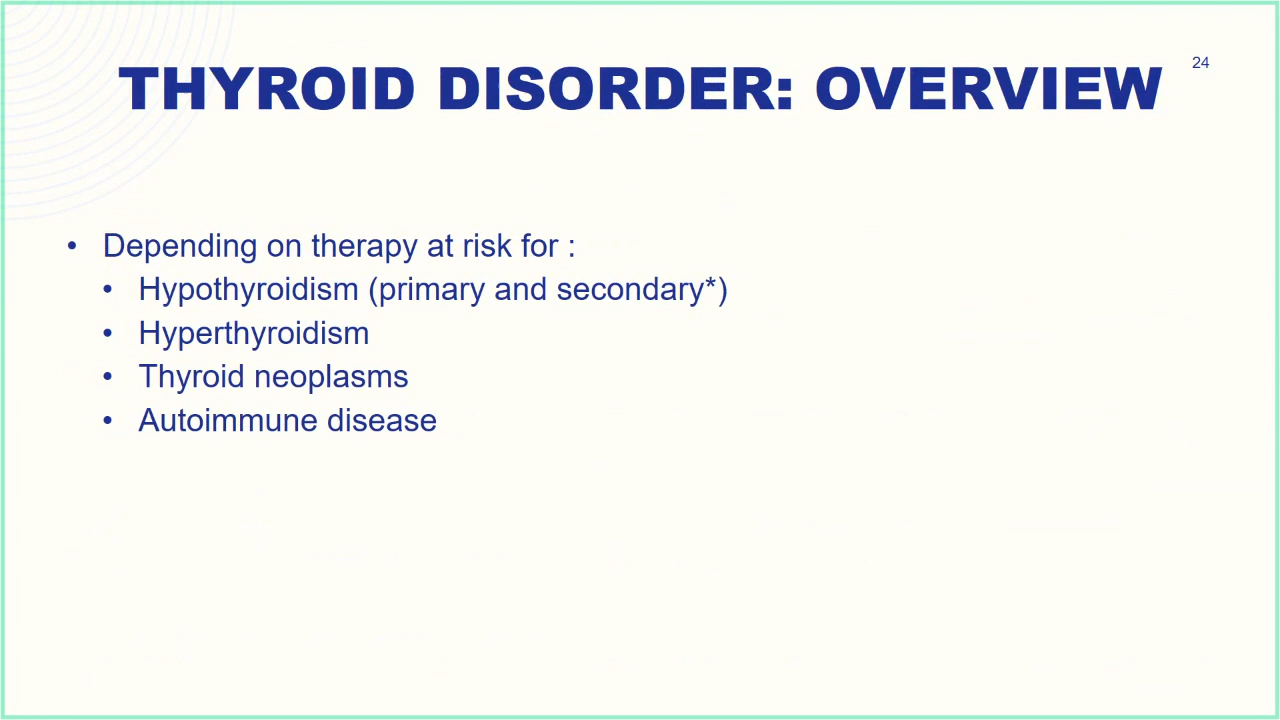 24
THYROID DISORDER: OVERVIEW
• Depending on therapy at risk for :
• Hypothyroidism (primary and secondary*)
• Hyperthyroidism
• Thyroid neoplasms
• Autoimmune disease